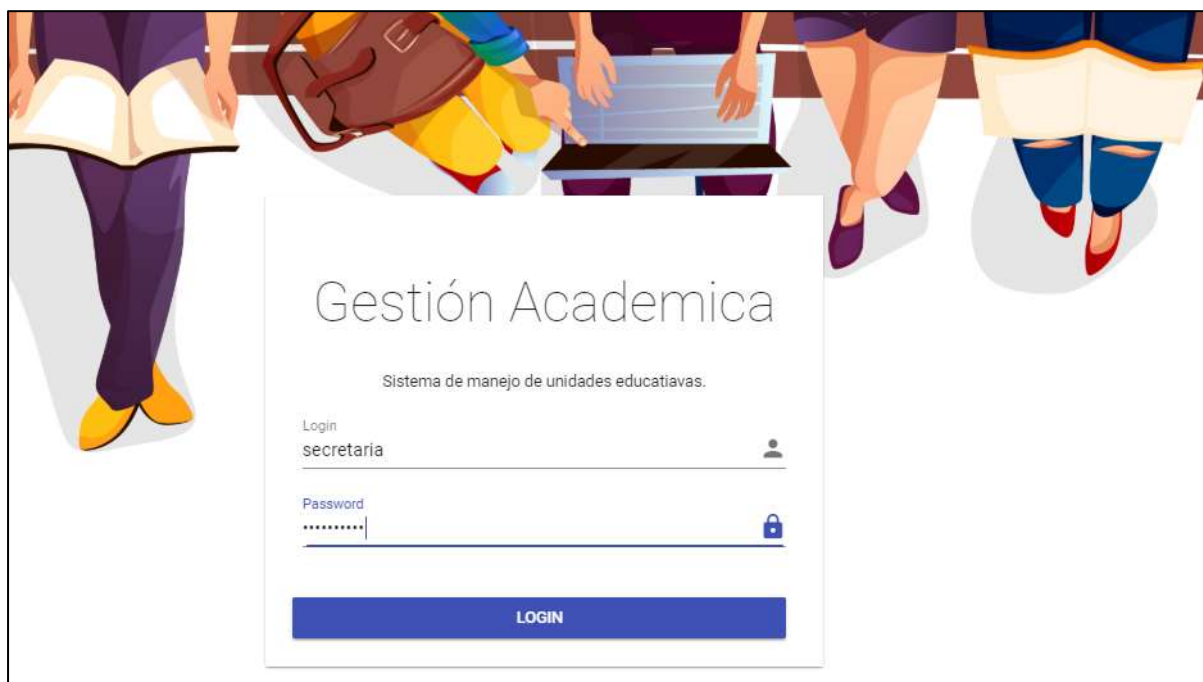 Gestión Academica
Sistema de manejo de unidades educatiavas.
Login
secretaria
Password
••••••••••
LOGIN